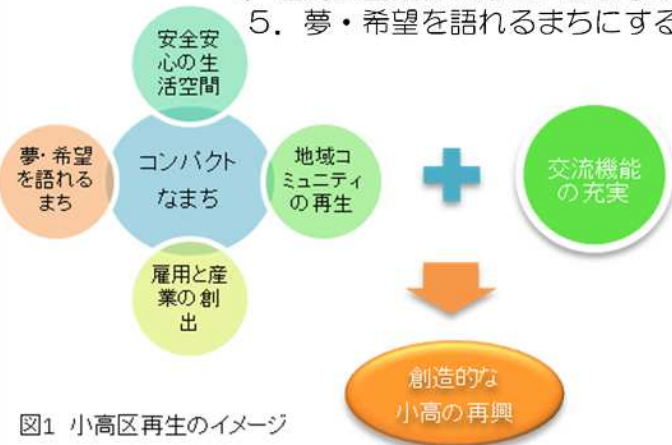 5．夢・希望を語れるまちにする
安全安
心の生
活空間
夢・希望
を語れる
まち
コンパクト
なまち
地域コ
ミュニティ
の再生
雇用と産
業の創
出
交流機能
の充実
創造的な
小高の再興
図1 小高区再生のイメージ